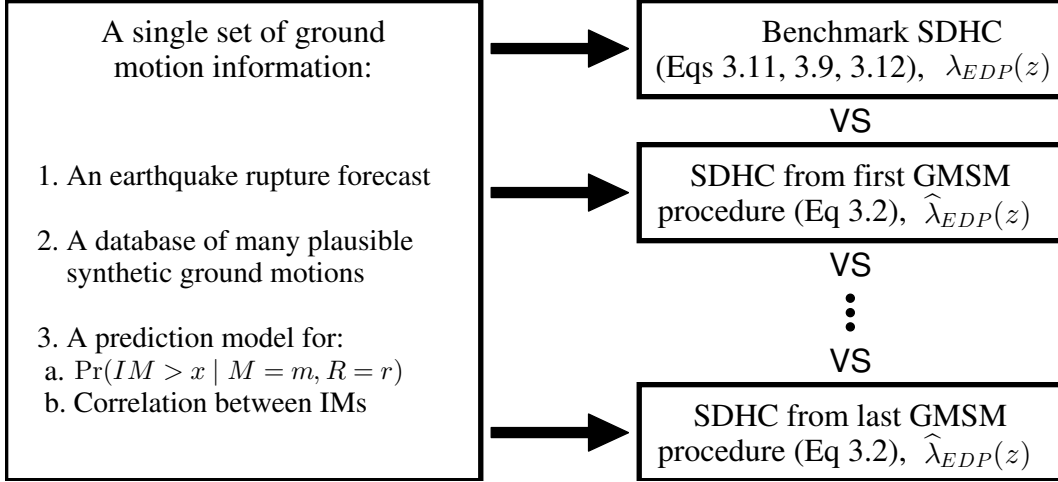 A single set of ground
motion information:
1. An earthquake rupture forecast
2. A database of many plausible
synthetic ground motions
3. A prediction model for:
a. Pr(IM > x | M = m, R = r)
b. Correlation between IMs
Benchmark SDHC
(Eqs 3.11, 3.9, 3.12), λ_EDP(z)
VS
SDHC from first GMSM
procedure (Eq 3.2), λ̂_EDP(z)
VS
⋮
VS
SDHC from last GMSM
procedure (Eq 3.2), λ̂_EDP(z)